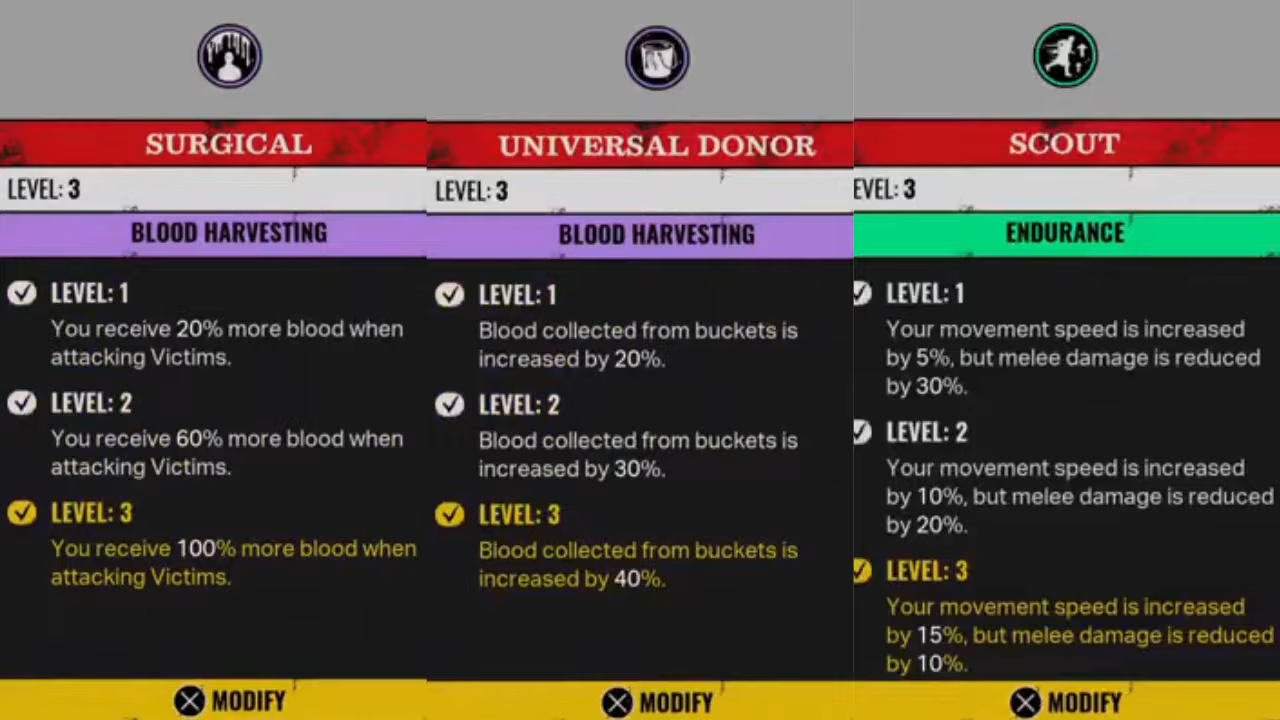 SURGICAL
LEVEL: 3
BLOOD HARVESTING
LEVEL: 1
You receive 20% more blood when
attacking Victims.
LEVEL: 2
You receive 60% more blood when
attacking Victims.
LEVEL: 3
You receive 100% more blood when
attacking Victims.
MODIFY
UNIVERSAL DONOR
LEVEL: 3
BLOOD HARVESTING
LEVEL: 1
Blood collected from buckets is
increased by 20%.
LEVEL: 2
Blood collected from buckets is
increased by 30%.
LEVEL: 3
Blood collected from buckets is
increased by 40%.
MODIFY
SCOUT
EVEL: 3
ENDURANCE
LEVEL: 1
Your movement speed is increased
by 5%, but melee damage is reduced
by 30%.
LEVEL: 2
Your movement speed is increased
by 10%, but melee damage is reduced
by 20%.
LEVEL: 3
Your movement speed is increased
by 15%, but melee damage is reduced
by 10%.
MODIFY